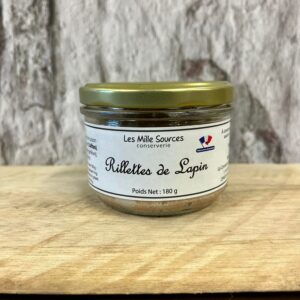 Les Mille Sources
conserverie
Rillettes de Lapin
Poids Net : 180 g